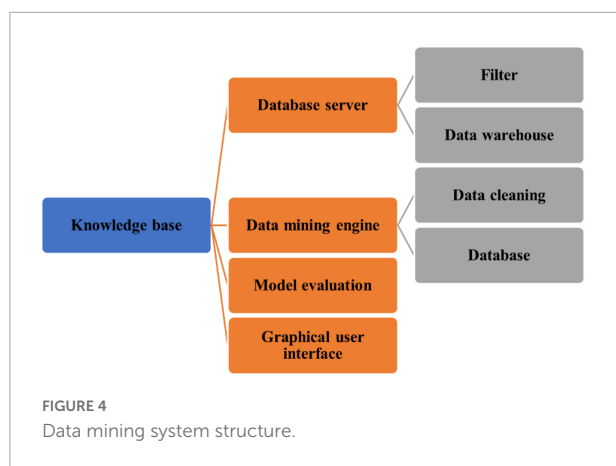 Filter
Database server
Data warehouse
Data cleaning
Knowledge base
Data mining engine
Database
Model evaluation
Graphical user
interface
FIGURE 4
Data mining system structure.